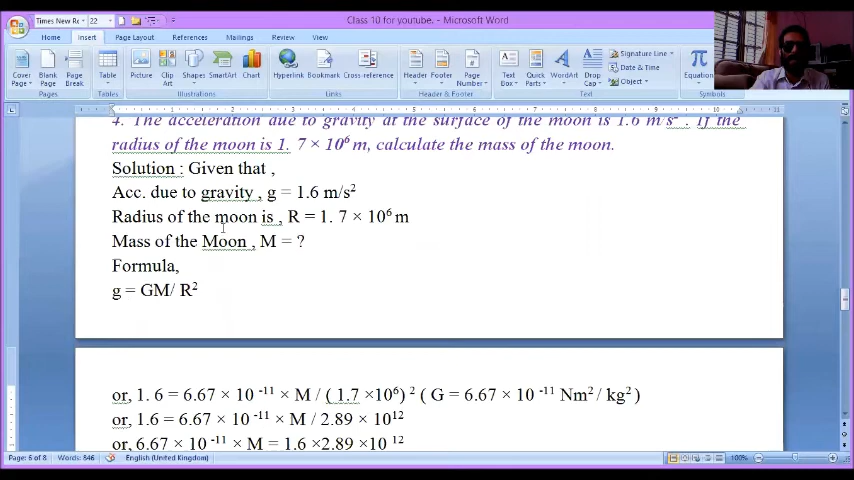 Times New Ro 22 Class 10 for youtube. - Microsoft Word
Home Insert Page Layout References Mailings Review View
Cover Page Blank Page Page Break Table Picture Clip Art Shapes SmartArt Chart Hyperlink Bookmark Cross-reference Header Footer Page Number Text Box Quick Parts WordArt Drop Cap Signature Line Date & Time Object Equation
Pages Tables Illustrations Links Header & Footer Text Symbols
4. The acceleration due to gravity at the surface of the moon is 1.6 m/s². If the
radius of the moon is 1. 7 × 10⁶ m, calculate the mass of the moon.
Solution : Given that ,
Acc. due to gravity , g = 1.6 m/s²
Radius of the moon is , R = 1. 7 × 10⁶ m
Mass of the Moon , M = ?
Formula,
g = GM/ R²
or, 1. 6 = 6.67 × 10 ⁻¹¹ × M / ( 1.7 ×10⁶) ² ( G = 6.67 × 10 ⁻¹¹ Nm² / kg² )
or, 1.6 = 6.67 × 10 ⁻¹¹ × M / 2.89 × 10¹²
or, 6.67 × 10 ⁻¹¹ × M = 1.6 ×2.89 ×10 ¹²
Page: 5 of 8 Words: 846 English (United Kingdom) 100%